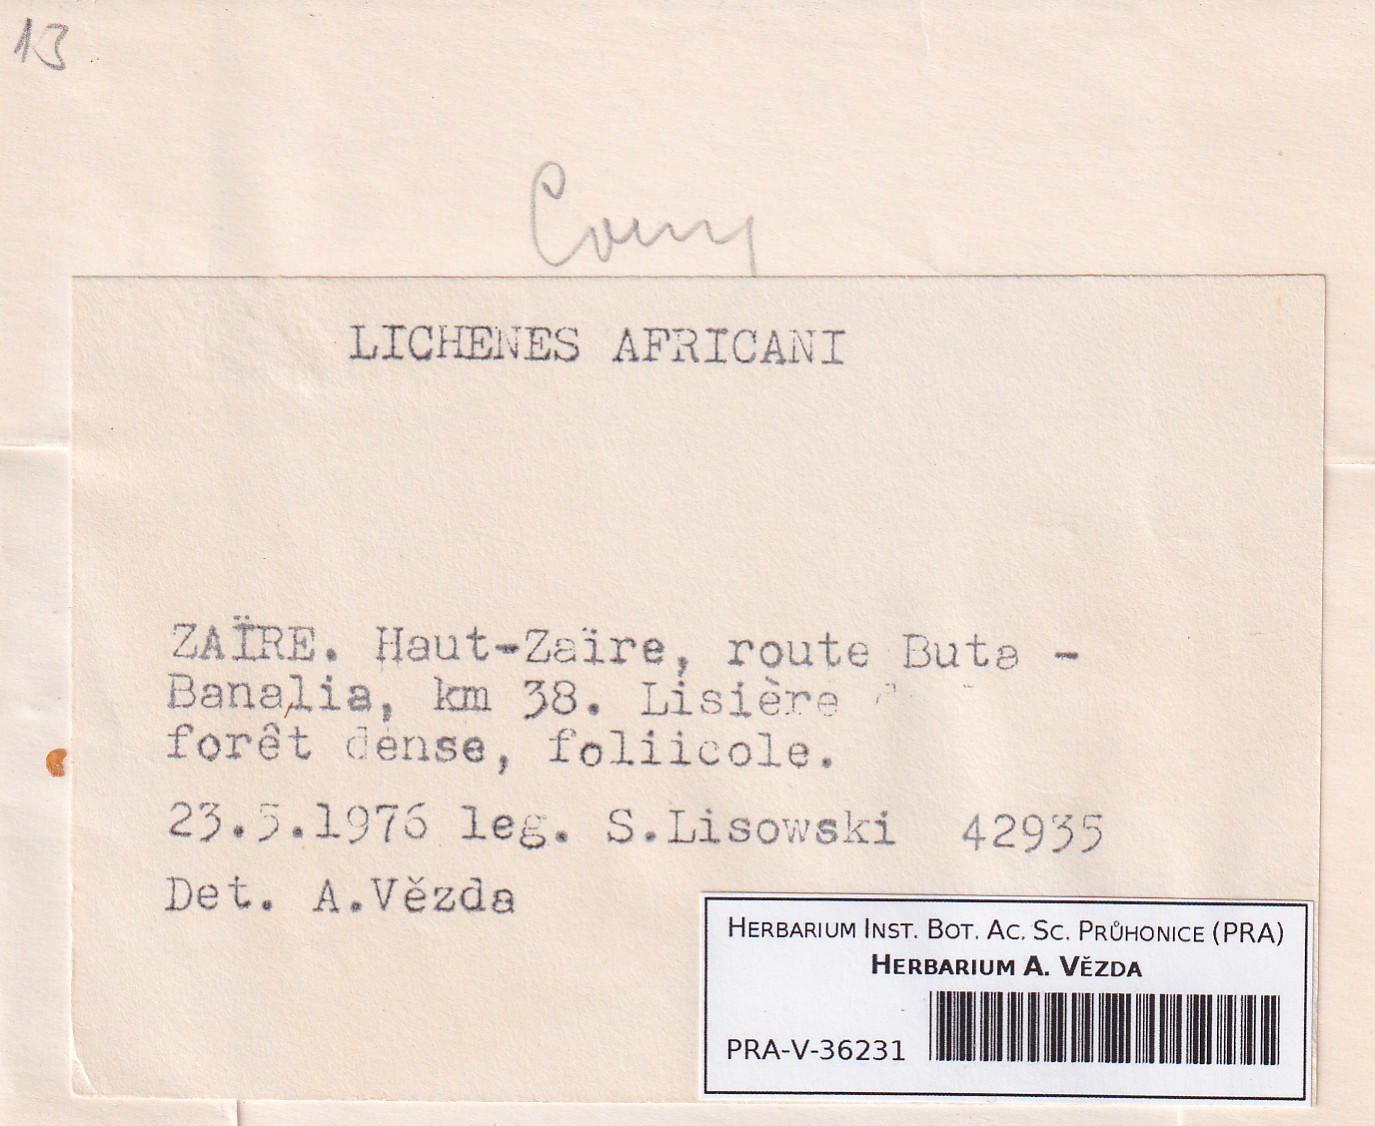 13
LICHENES AFRICANI
ZAÏRE. Haut-Zaïre, route Buta -
Banalia, km 38. Lisière
forêt dense, foliicole.
23.5.1976 leg. S.Lisowski 42935
Det. A.Vězda
HERBARIUM INST. BOT. AC. SC. PRŮHONICE (PRA)
HERBARIUM A. VĚZDA
PRA-V-36231